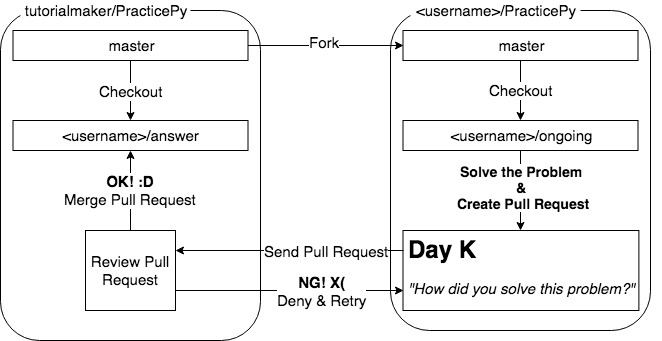 tutorialmaker/PracticePy
master
Checkout
<username>/answer
OK! :D
Merge Pull Request
Review Pull
Request
Fork
Send Pull Request
NG! X(
Deny & Retry
<username>/PracticePy
master
Checkout
<username>/ongoing
Solve the Problem
&
Create Pull Request
Day K
"How did you solve this problem?"